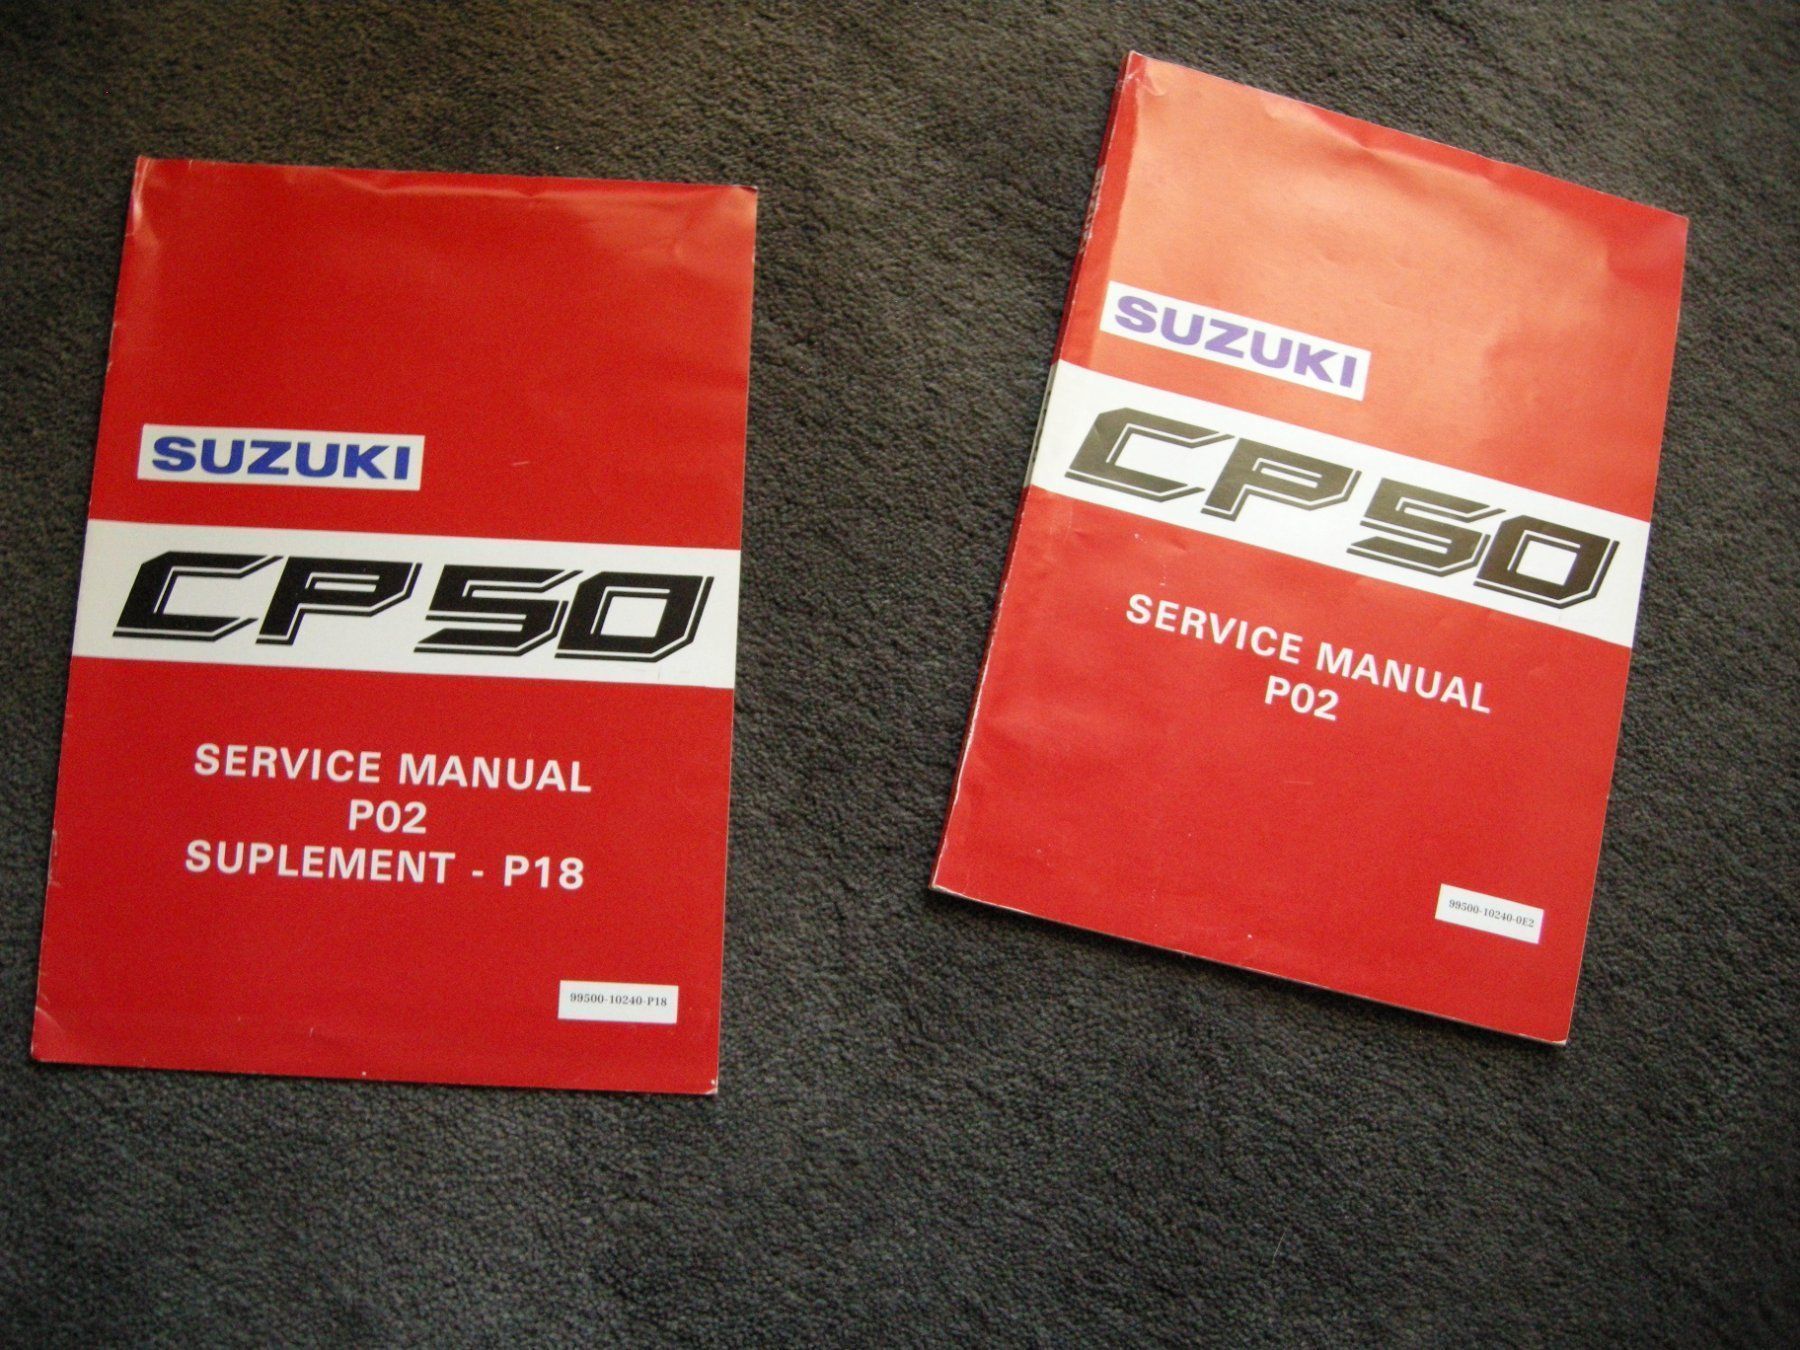 SUZUKI
CP50
SERVICE MANUAL
P02
SUPLEMENT - P18
99500-10240-P18
SUZUKI
CP50
SERVICE MANUAL
P02
99500-10240-0E2